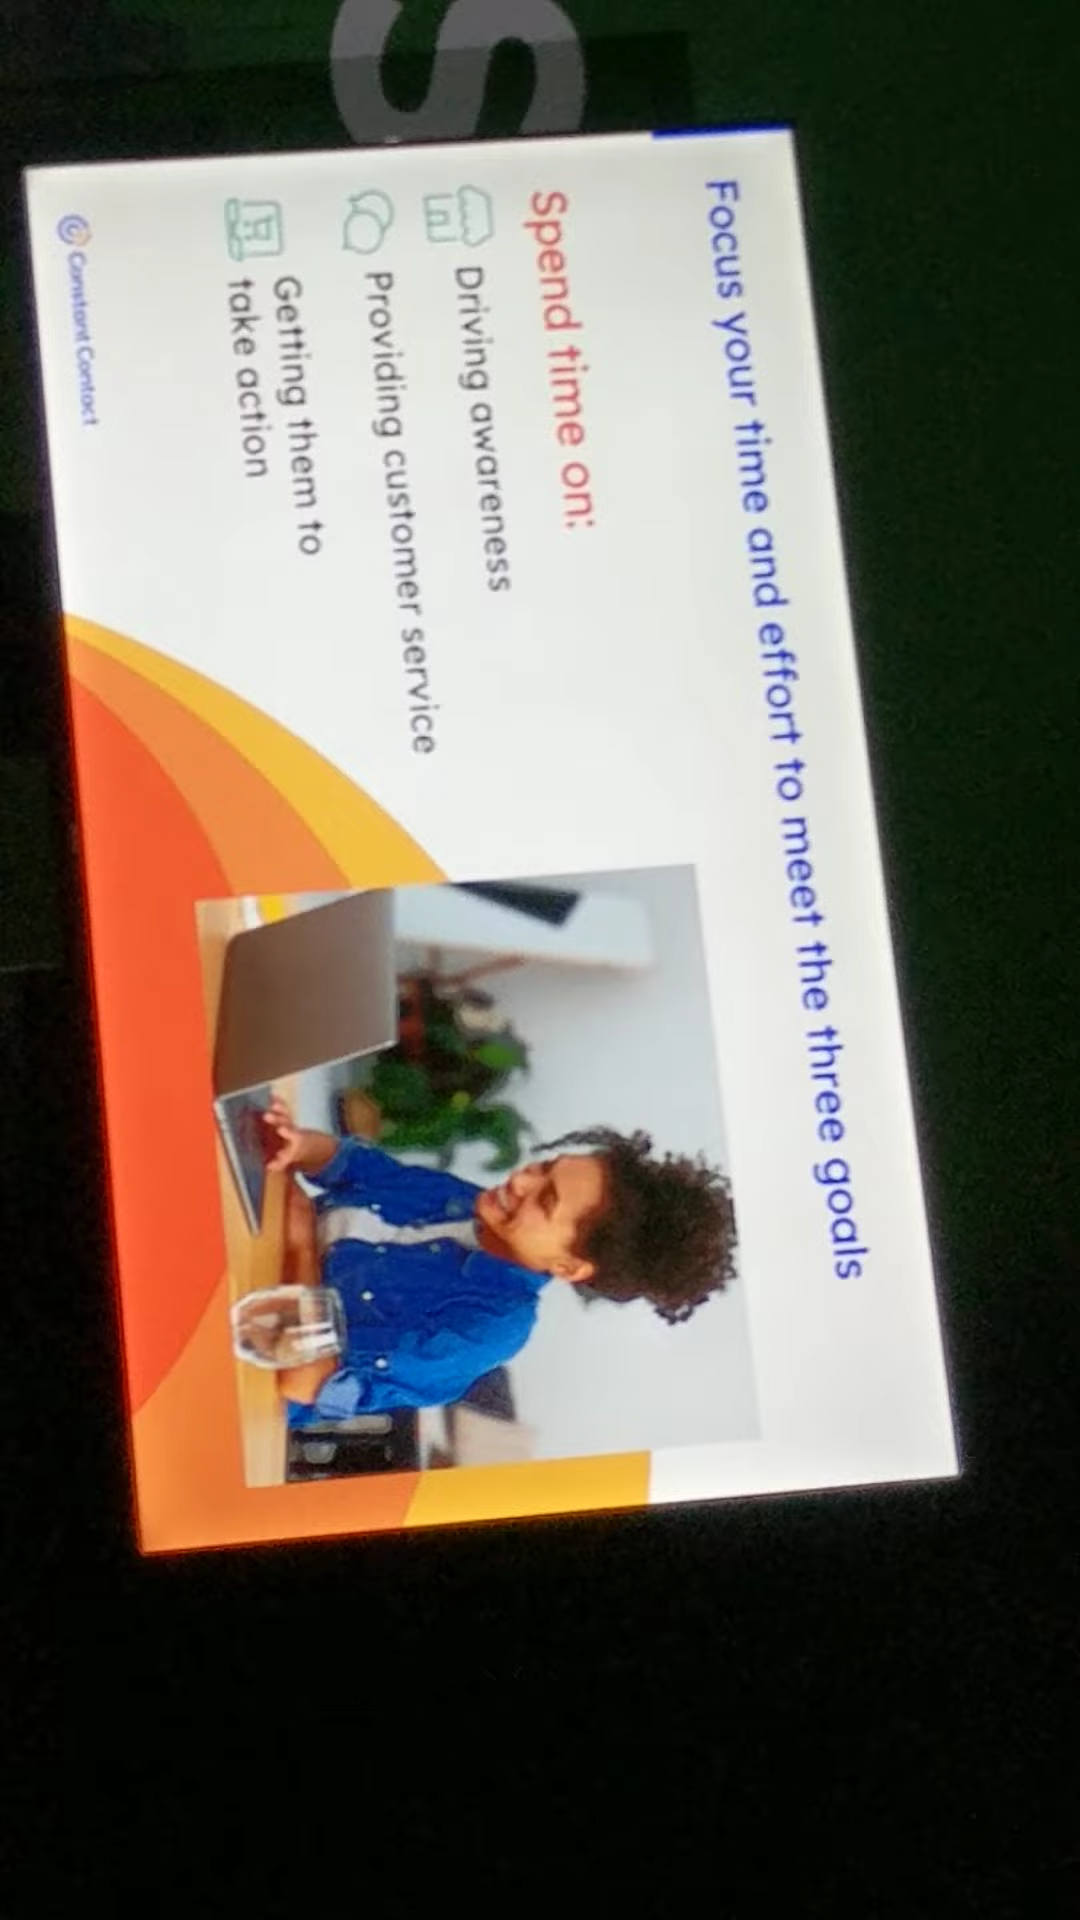 S
Focus your time and effort to meet the three goals
Spend time on:
Driving awareness
Providing customer service
Getting them to
take action
Constant Contact